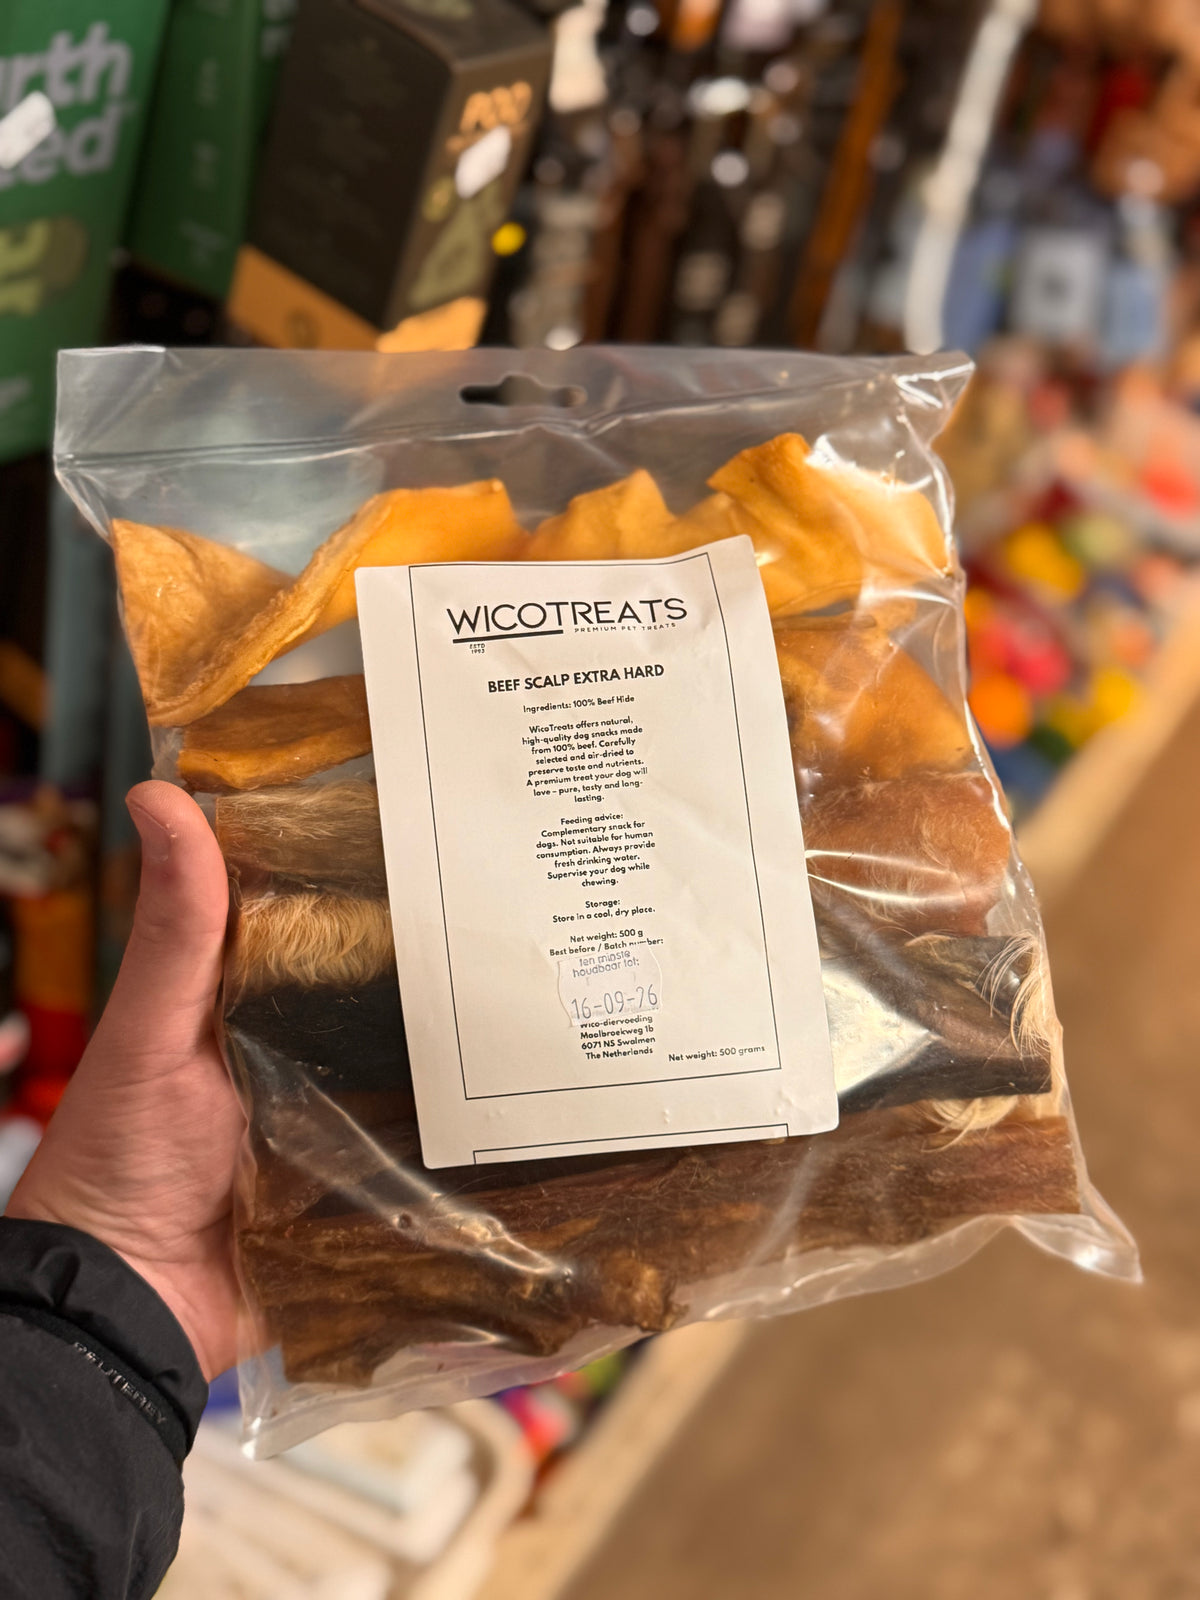 POO
WICOTREATS
PREMIUM PET TREATS
ESTD
1993
BEEF SCALP EXTRA HARD
Ingredients: 100% Beef Hide
WicoTreats offers natural,
high-quality dog snacks made
from 100% beef. Carefully
selected and air-dried to
preserve taste and nutrients.
A premium treat your dog will
love – pure, tasty and long-
lasting.
Feeding advice:
Complementary snack for
dogs. Not suitable for human
consumption. Always provide
fresh drinking water.
Supervise your dog while
chewing.
Storage:
Store in a cool, dry place.
Net weight: 500 g
Best before / Batch number:
ten minste
houdbaar tot:
16-09-26
Wico-diervoeding
Maalbroekweg 1b
6071 NS Swalmen
The Netherlands
Net weight: 500 grams